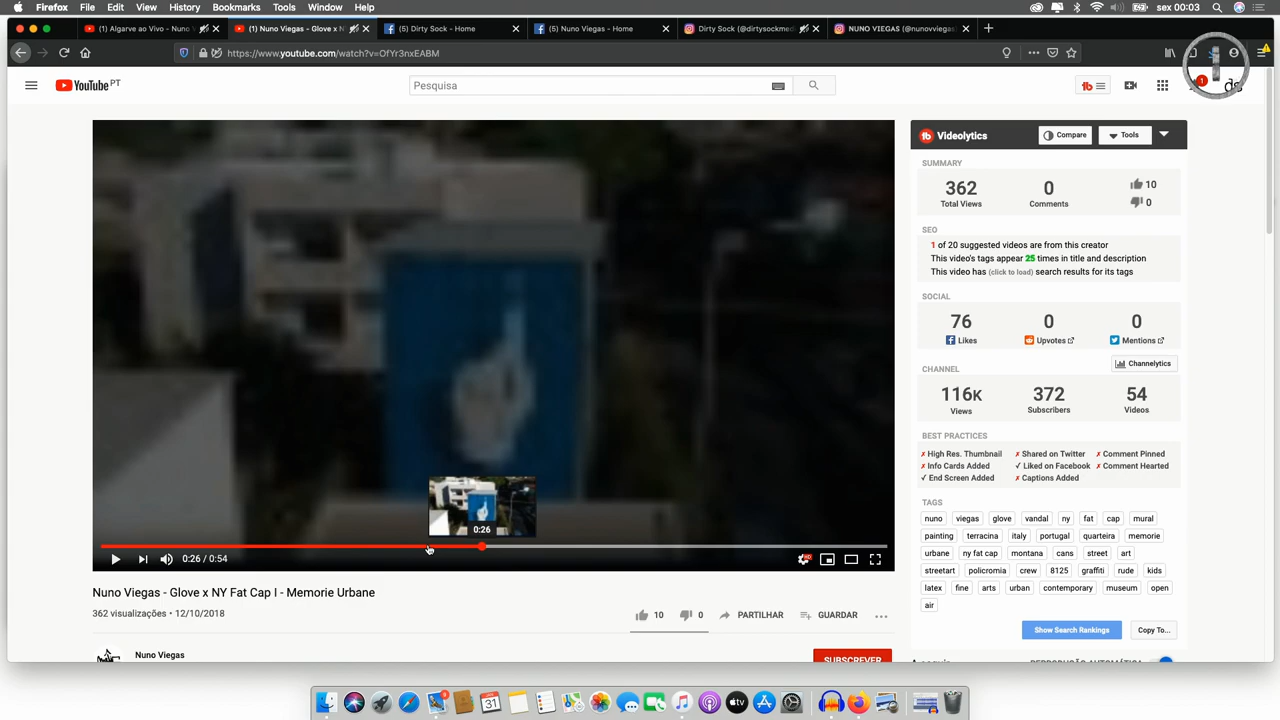 Firefox File Edit View History Bookmarks Tools Window Help sex 00:03
(1) Algarve ao Vivo - Nuno V
(1) Nuno Viegas - Glove x N
(5) Dirty Sock - Home
(5) Nuno Viegas - Home
Dirty Sock (@dirtysockmed
NUNO VIEGAS (@nunovviegas
https://www.youtube.com/watch?v=OfYr3nxEABM
YouTube PT
Pesquisa
tb
1
ds
Videolytics
Compare
Tools
SUMMARY
362 0 10
Total Views Comments 0
SEO
1 of 20 suggested videos are from this creator
This video's tags appear 25 times in title and description
This video has (click to load) search results for its tags
SOCIAL
76 0 0
Likes Upvotes Mentions
Channelytics
CHANNEL
116K 372 54
Views Subscribers Videos
BEST PRACTICES
✗ High Res. Thumbnail ✗ Shared on Twitter ✗ Comment Pinned
✗ Info Cards Added ✓ Liked on Facebook ✗ Comment Hearted
✓ End Screen Added ✗ Captions Added
TAGS
nuno viegas glove vandal ny fat cap mural
painting terracina italy portugal quarteira memorie
urbane ny fat cap montana cans street art
streetart policromia crew 8125 graffiti rude kids
latex fine arts urban contemporary museum open
air
Show Search Rankings
Copy To...
0:26
0:26 / 0:54
HD
Nuno Viegas - Glove x NY Fat Cap I - Memorie Urbane
362 visualizações • 12/10/2018
10 0 PARTILHAR GUARDAR
Nuno Viegas
SUBSCREVER
A seguir
REPRODUÇÃO AUTOMÁTICA
31
tv